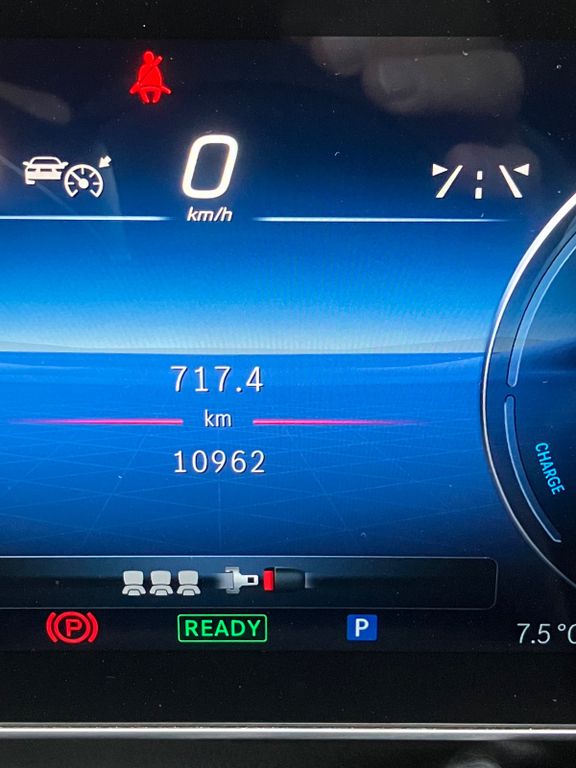 0
km/h
717.4
km
10962
CHARGE
P READY P 7.5 °C